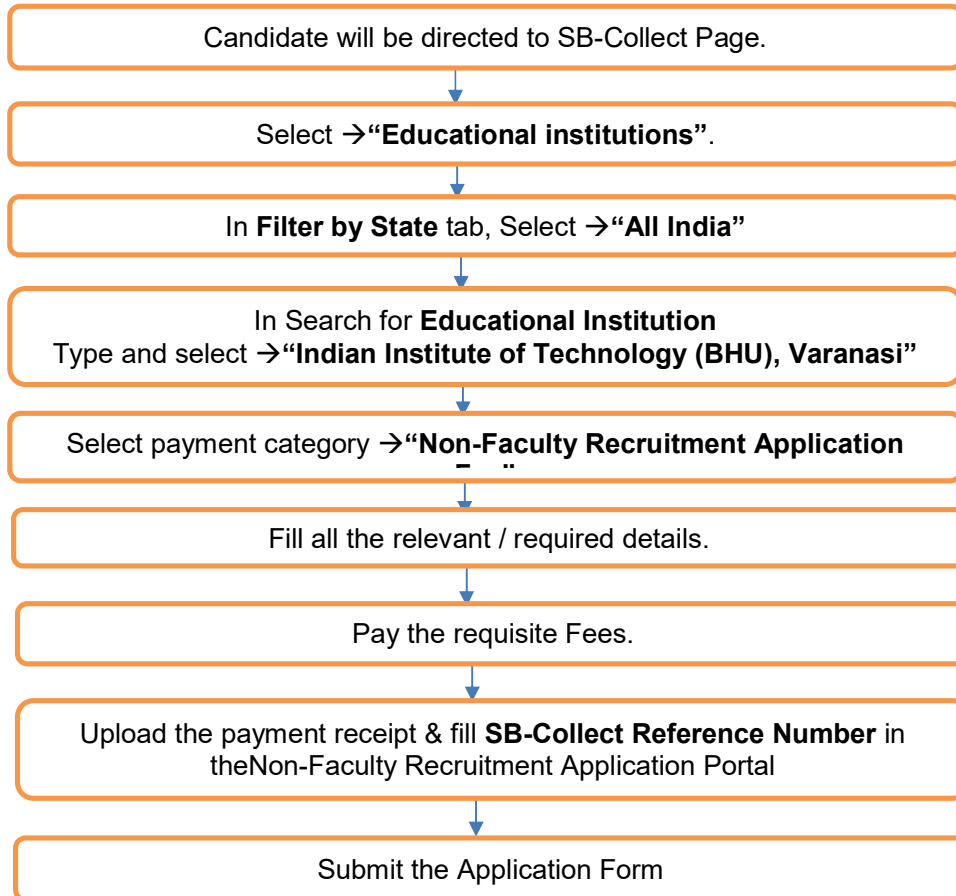 Candidate will be directed to SB-Collect Page.
Select →“Educational institutions”.
In Filter by State tab, Select →“All India”
In Search for Educational Institution
Type and select →“Indian Institute of Technology (BHU), Varanasi”
Select payment category →“Non-Faculty Recruitment Application
Fill all the relevant / required details.
Pay the requisite Fees.
Upload the payment receipt & fill SB-Collect Reference Number in
theNon-Faculty Recruitment Application Portal
Submit the Application Form